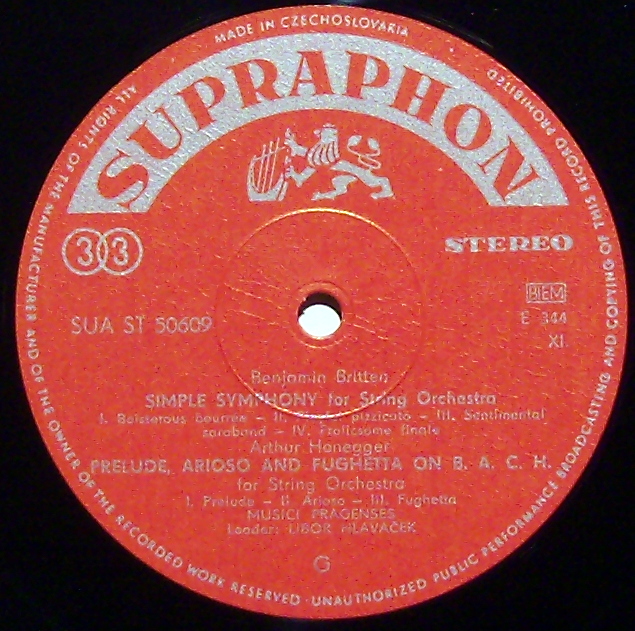 MADE IN CZECHOSLOVAKIA
SUPRAPHON
33
STEREO
BIEM
SUA ST 50609
E 344
XI.
Benjamin Britten
SIMPLE SYMPHONY for String Orchestra
I. Boisterous bourrée – II. pizzicato – III. Sentimental
saraband – IV. Frolicsome finale
Arthur Honegger
PRELUDE, ARIOSO AND FUGHETTA ON B. A. C. H.
for String Orchestra
I. Prelude – II. Arioso – III. Fughetta
MUSICI PRAGENSES
Leader: LIBOR HLAVÁČEK
G
ALL RIGHTS OF THE MANUFACTURER AND OF THE OWNER OF THE RECORDED WORK RESERVED · UNAUTHORIZED PUBLIC PERFORMANCE BROADCASTING AND COPYING OF THIS RECORD PROHIBITED